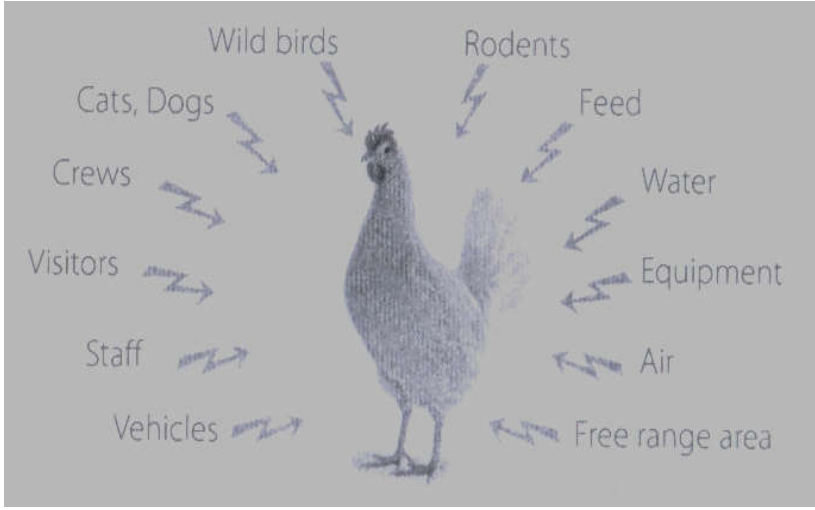 Wild birds
Rodents
Cats, Dogs
Feed
Crews
Water
Visitors
Equipment
Staff
Air
Vehicles
Free range area